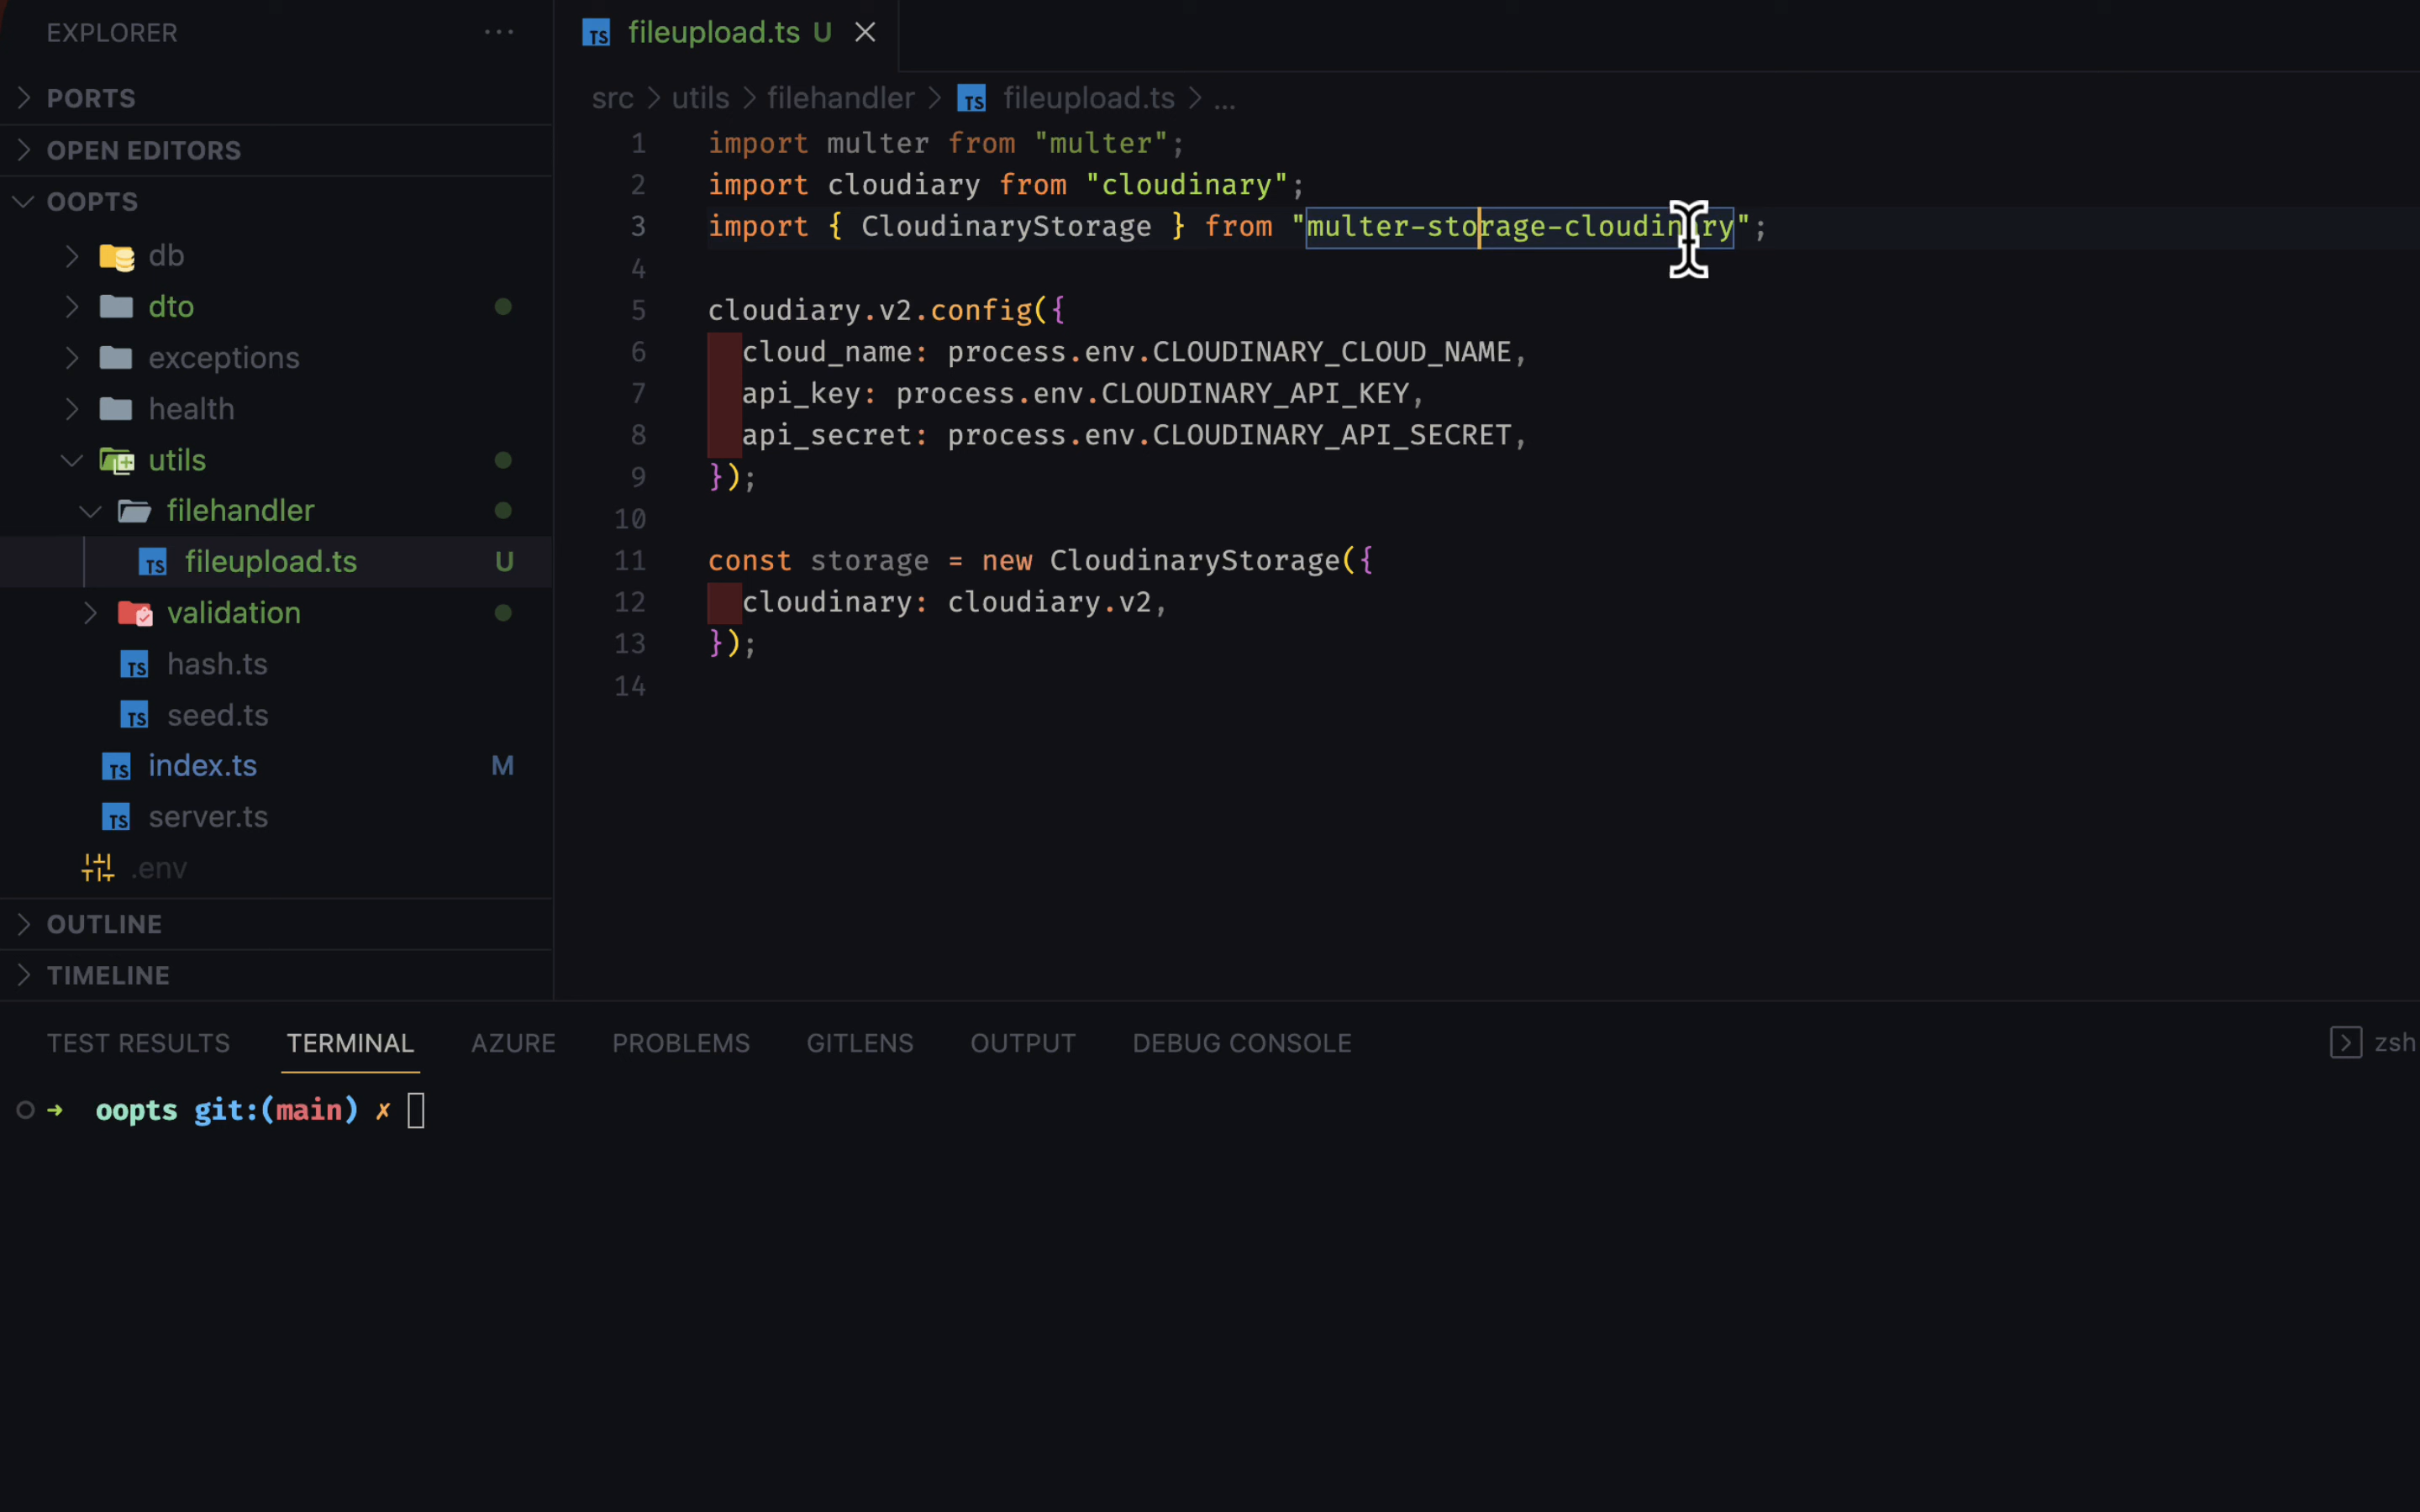 EXPLORER
PORTS
OPEN EDITORS
OOPTS
db
dto
exceptions
health
utils
filehandler
fileupload.ts U
validation
hash.ts
seed.ts
index.ts M
server.ts
.env
OUTLINE
TIMELINE
fileupload.ts U
src > utils > filehandler > fileupload.ts > ...
1 import multer from "multer";
2 import cloudiary from "cloudinary";
3 import { CloudinaryStorage } from "multer-storage-cloudinary";
4
5 cloudiary.v2.config({
6 cloud_name: process.env.CLOUDINARY_CLOUD_NAME,
7 api_key: process.env.CLOUDINARY_API_KEY,
8 api_secret: process.env.CLOUDINARY_API_SECRET,
9 });
10
11 const storage = new CloudinaryStorage({
12 cloudinary: cloudiary.v2,
13 });
14
TEST RESULTS TERMINAL AZURE PROBLEMS GITLENS OUTPUT DEBUG CONSOLE zsh
➜ oopts git:(main) ✗